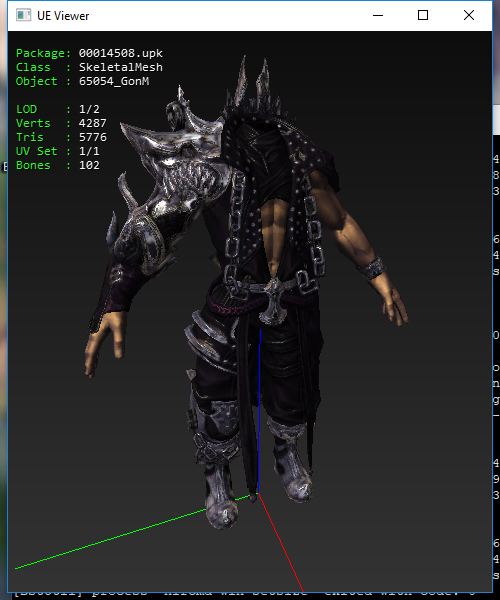 UE Viewer
Package: 00014508.upk
Class : SkeletalMesh
Object : 65054_GonM
LOD : 1/2
Verts : 4287
Tris : 5776
UV Set : 1/1
Bones : 102